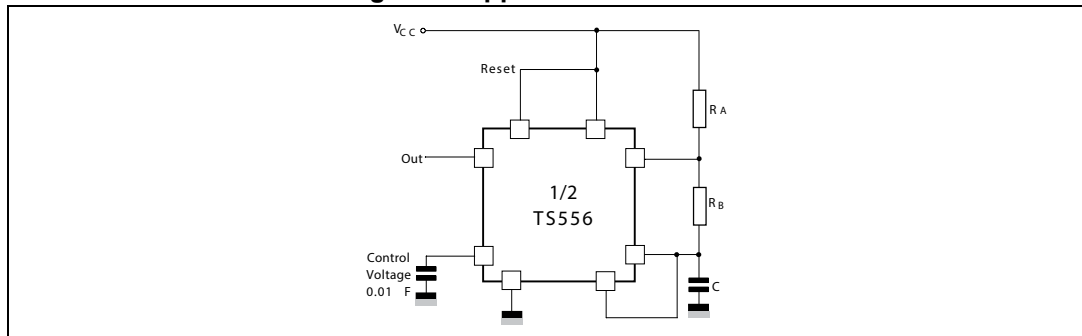 VCC
Reset
RA
Out
1/2
TS556
RB
Control
Voltage
0.01 F
C